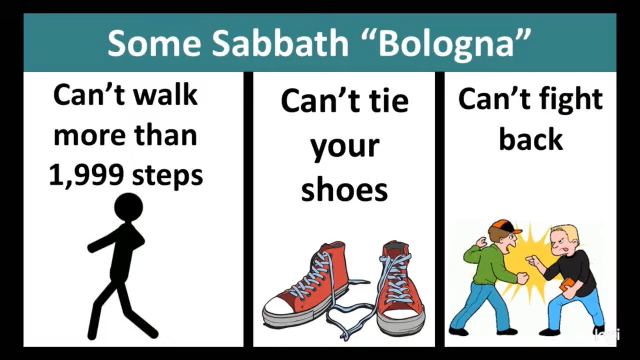 Some Sabbath “Bologna”
Can’t walk
more than
1,999 steps
Can’t tie
your
shoes
Can’t fight
back